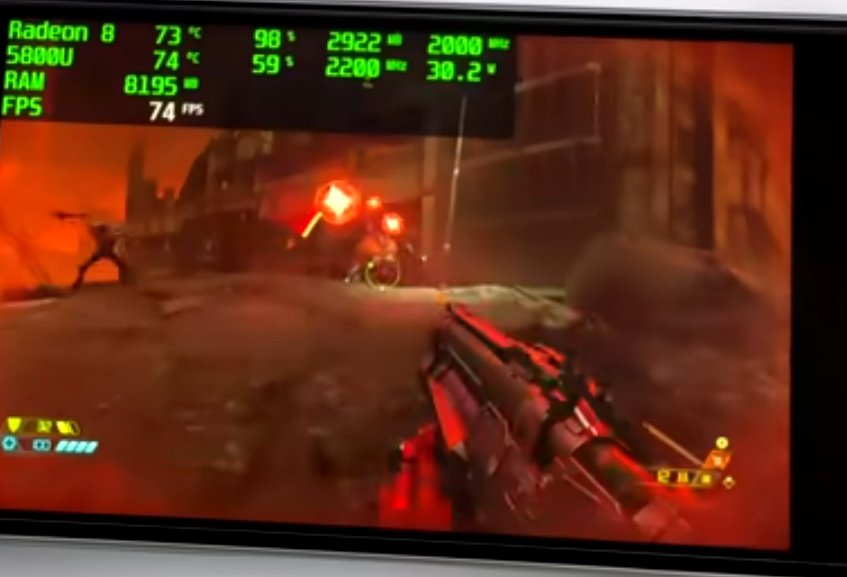 Radeon 8 73 °C 98 % 2922 MB 2000 MHz
5800U 74 °C 59 % 2200 MHz 30.2 W
RAM 8195 MB
FPS 74 FPS